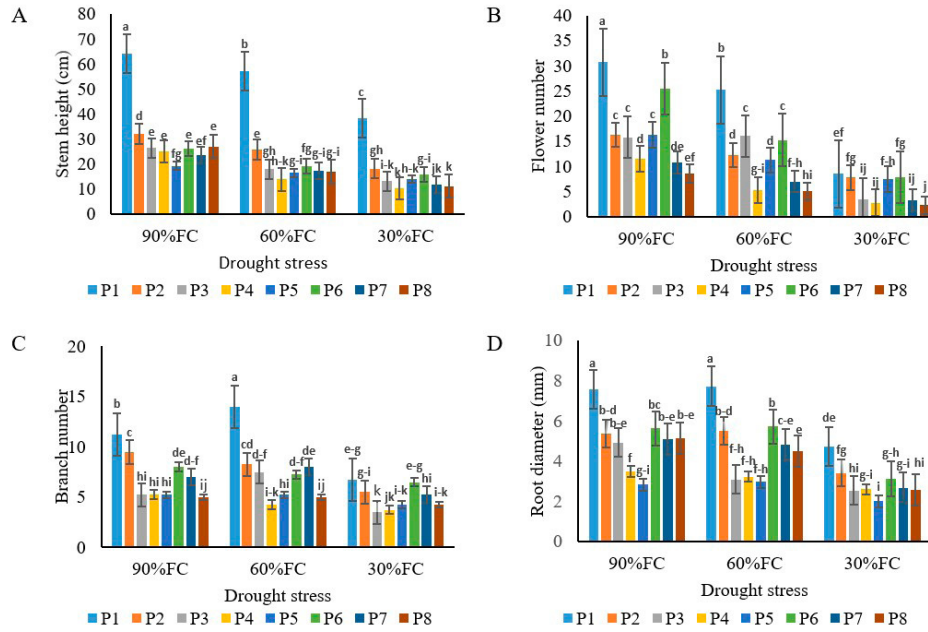 A
Stem height (cm)
80
70
60
50
40
30
20
10
0
a d e e fg e ef e
b e gh h-k g-i fg g-i g-i
c gh i-k k h-k g-i jk k
90%FC 60%FC 30%FC
Drought stress
P1 P2 P3 P4 P5 P6 P7 P8
B
Flower number
40
35
30
25
20
15
10
5
0
a c c d c b de ef
b d c g-i d c f-h hi
ef fg ij ij f-h fg ij j
90%FC 60%FC 30%FC
Drought stress
P1 P2 P3 P4 P5 P6 P7 P8
C
Branch number
20
15
10
5
0
b c hi hi hi de d-f ij
a cd d-f i-k hi d-f de ij
e-g g-i k jk i-k e-g hi i-k
90%FC 60%FC 30%FC
Drought stress
P1 P2 P3 P4 P5 P6 P7 P8
D
Root diameter (mm)
10
8
6
4
2
0
a b-d b-e f g-i bc b-e b-e
a b-d f-h f-h f-h b c-e e
de fg hi g-i i hi g-i hi
90%FC 60%FC 30%FC
Drought stress
P1 P2 P3 P4 P5 P6 P7 P8